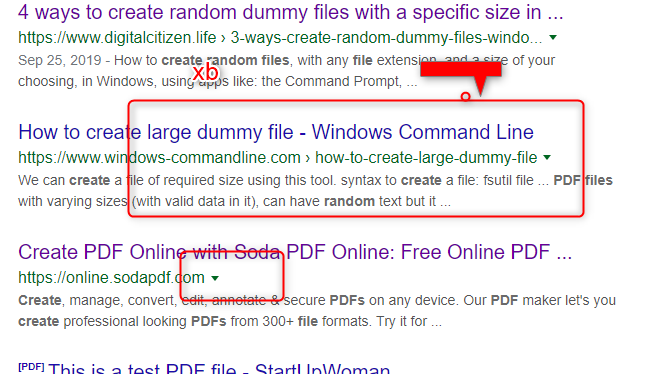 4 ways to create random dummy files with a specific size in ...
https://www.digitalcitizen.life › 3-ways-create-random-dummy-files-windo...
Sep 25, 2019 - How to create random files, with any file extension, and a size of your
choosing, in Windows, using apps like: the Command Prompt, ...
xb
How to create large dummy file - Windows Command Line
https://www.windows-commandline.com › how-to-create-large-dummy-file
We can create a file of required size using this tool. syntax to create a file: fsutil file ... PDF files
with varying sizes (with valid data in it), can have random text but it ...
Create PDF Online with Soda PDF Online: Free Online PDF ...
https://online.sodapdf.com
Create, manage, convert, edit, annotate & secure PDFs on any device. Our PDF maker let's you
create professional looking PDFs from 300+ file formats. Try it for ...
[PDF] This is a test PDF file - StartUpWoman